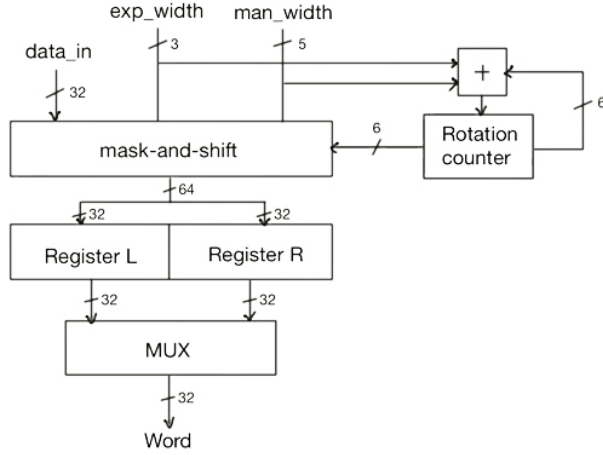 exp_width
man_width
3
5
data_in
32
+
6
mask-and-shift
6
Rotation
counter
64
32
32
Register L
Register R
32
32
MUX
32
Word